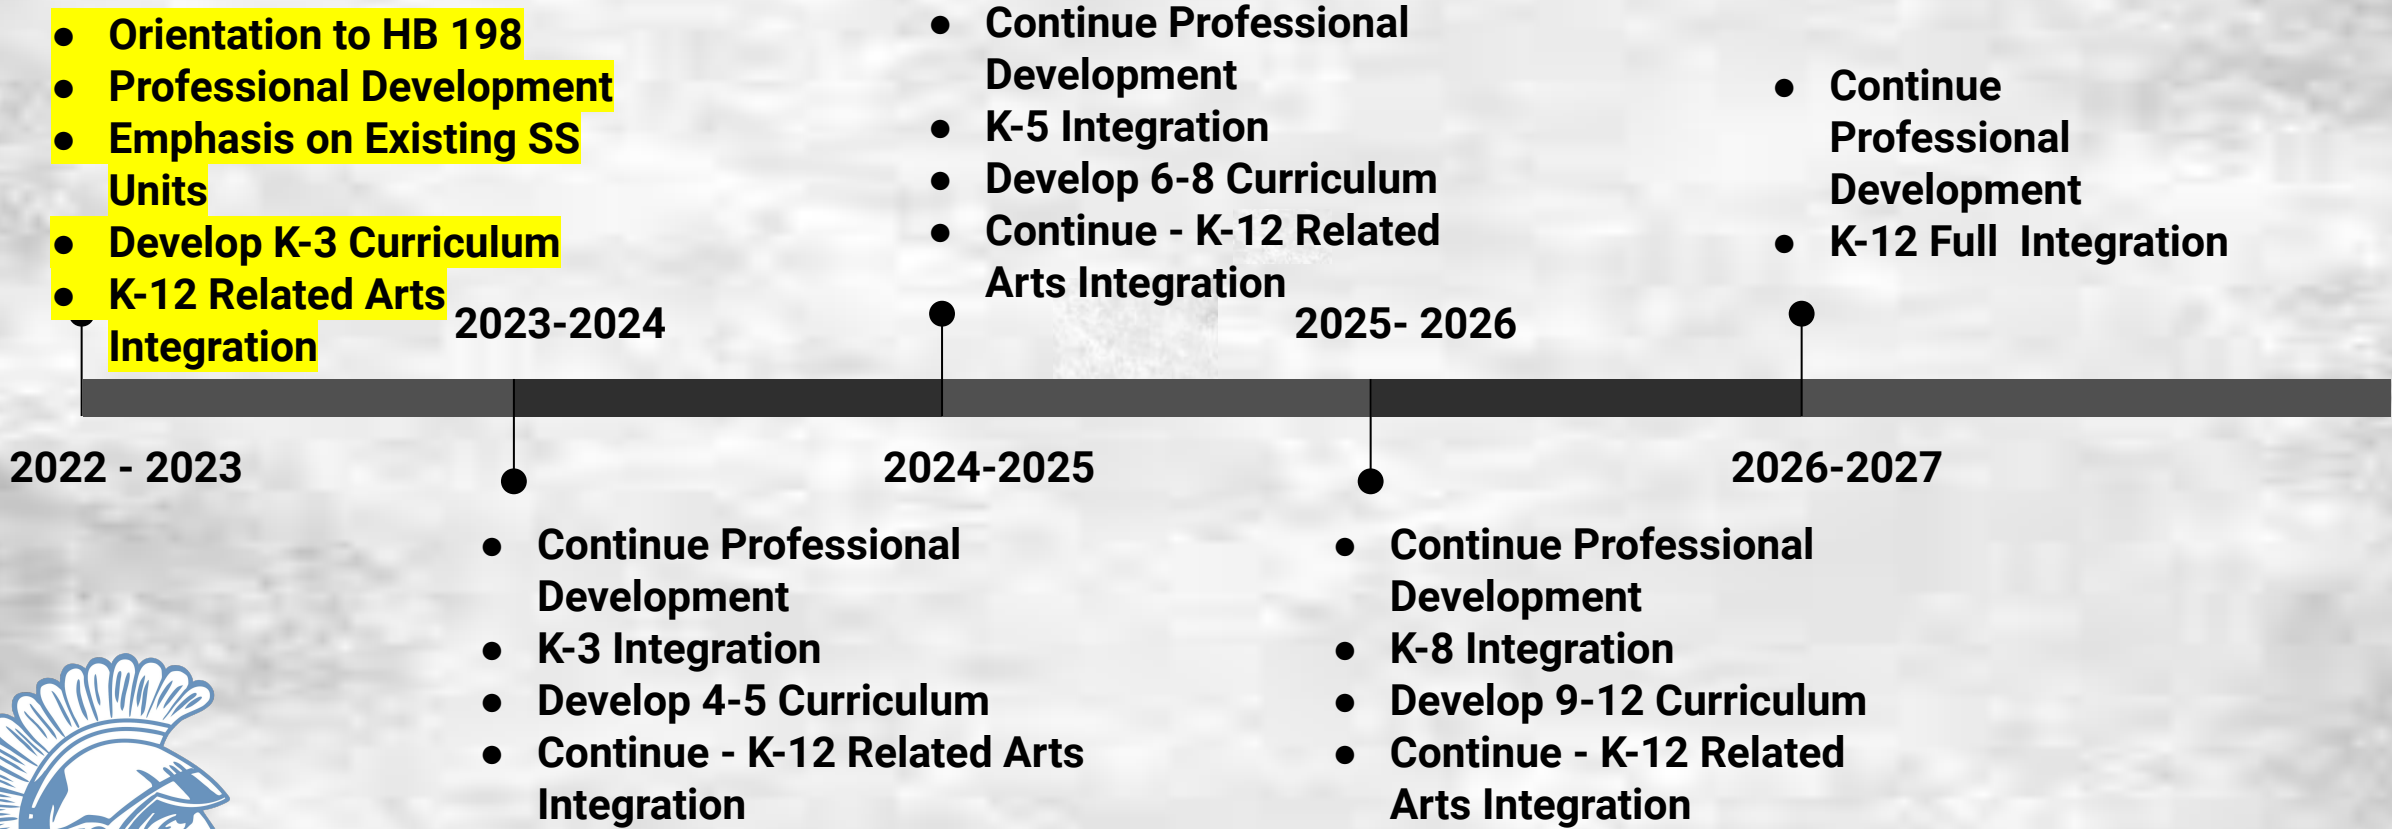 ● Orientation to HB 198
● Professional Development
● Emphasis on Existing SS
Units
● Develop K-3 Curriculum
● K-12 Related Arts
Integration
2022 - 2023
2023-2024
● Continue Professional
Development
● K-3 Integration
● Develop 4-5 Curriculum
● Continue - K-12 Related Arts
Integration
● Continue Professional
Development
● K-5 Integration
● Develop 6-8 Curriculum
● Continue - K-12 Related
Arts Integration
2024-2025
2025- 2026
● Continue Professional
Development
● K-8 Integration
● Develop 9-12 Curriculum
● Continue - K-12 Related
Arts Integration
● Continue
Professional
Development
● K-12 Full  Integration
2026-2027